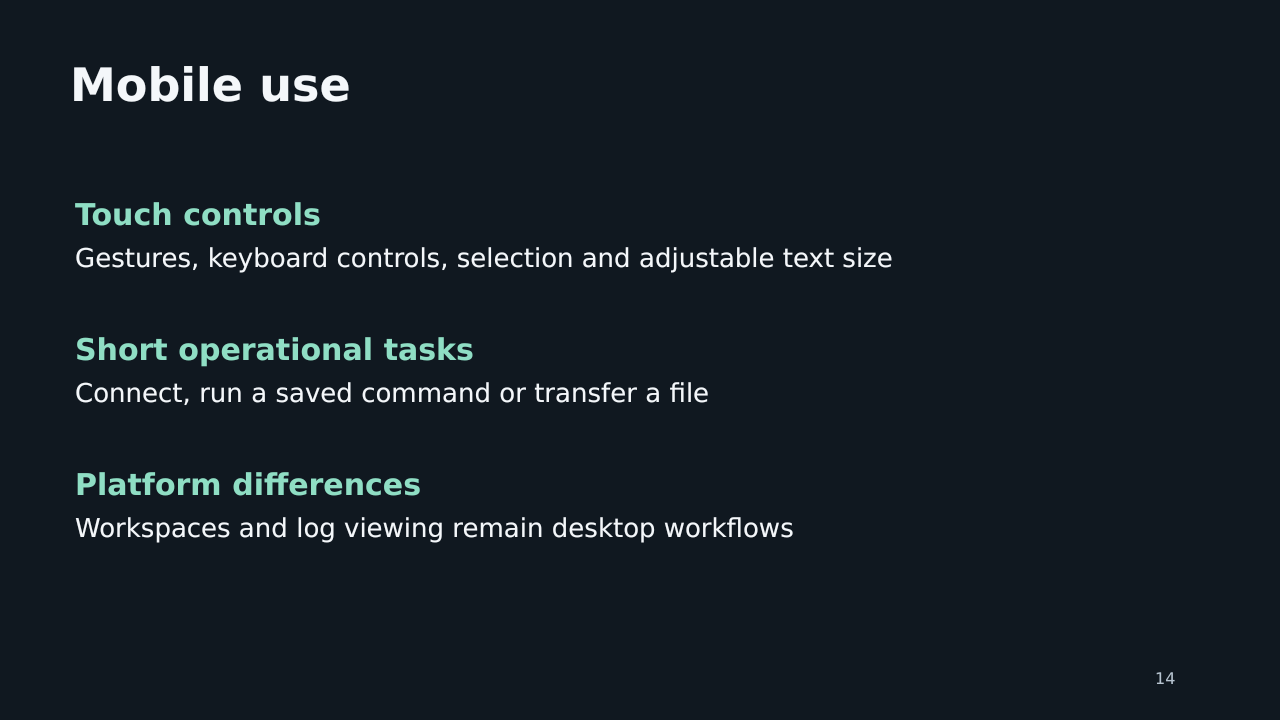 Mobile use
Touch controls
Gestures, keyboard controls, selection and adjustable text size
Short operational tasks
Connect, run a saved command or transfer a file
Platform differences
Workspaces and log viewing remain desktop workflows
14